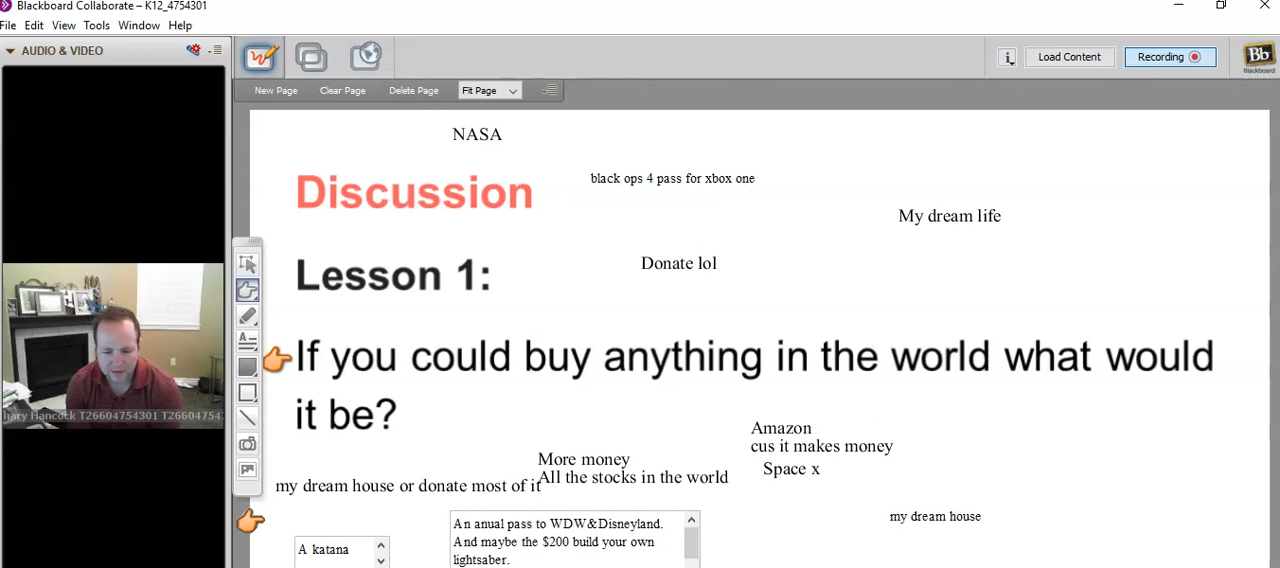 Blackboard Collaborate – K12_4754301
File Edit View Tools Window Help
AUDIO & VIDEO
Load Content
Recording
Bb
Blackboard
New Page Clear Page Delete Page Fit Page
NASA
Discussion
black ops 4 pass for xbox one
My dream life
Donate lol
Lesson 1:
If you could buy anything in the world what would
it be?
Hancock T26604754301 T2660475
Amazon
cus it makes money
Space x
More money
All the stocks in the world
my dream house or donate most of it
my dream house
An anual pass to WDW&Disneyland.
And maybe the $200 build your own
lightsaber.
A katana